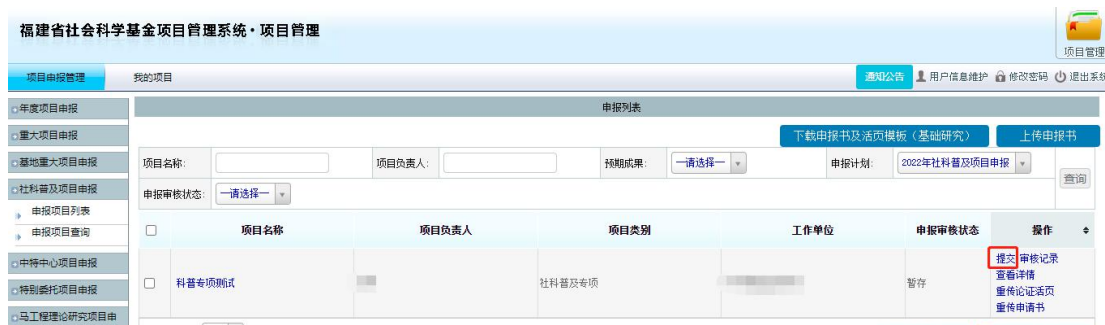 福建省社会科学基金项目管理系统·项目管理
项目管理
项目申报管理 我的项目 通知公告 用户信息维护 修改密码 退出系统
年度项目申报
重大项目申报
基地重大项目申报
社科普及项目申报
申报项目列表
申报项目查询
中特中心项目申报
特别委托项目申报
马工程理论研究项目申
申报列表
下载申报书及活页模板（基础研究） 上传申报书
项目名称: 项目负责人: 预期成果: 一请选择一 申报计划: 2022年社科普及项目申报
申报审核状态: 一请选择一 查询
项目名称 项目负责人 项目类别 工作单位 申报审核状态 操作
科普专项测试 社科普及专项 暂存 提交 审核记录
查看详情
重传论证活页
重传申请书